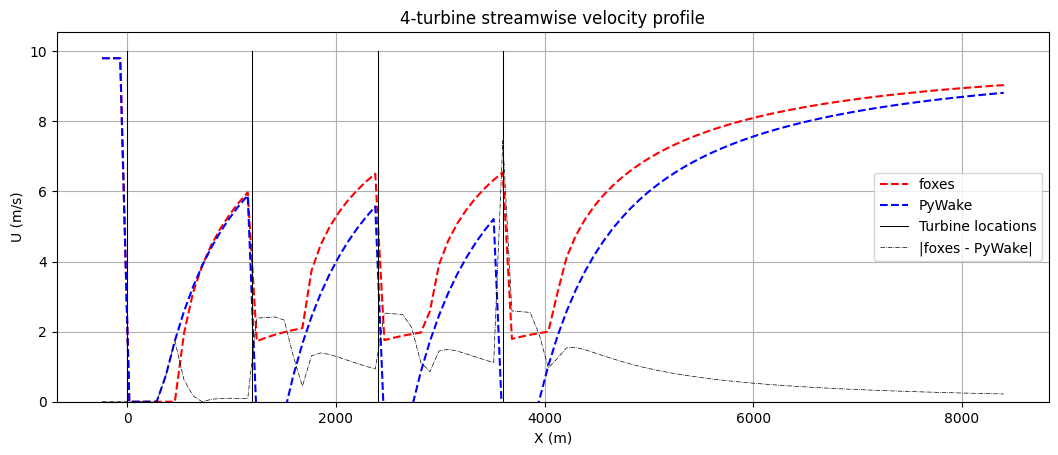 4-turbine streamwise velocity profile
10
8
6
4
2
0
U (m/s)
foxes
PyWake
Turbine locations
|foxes - PyWake|
0 2000 4000 6000 8000
X (m)